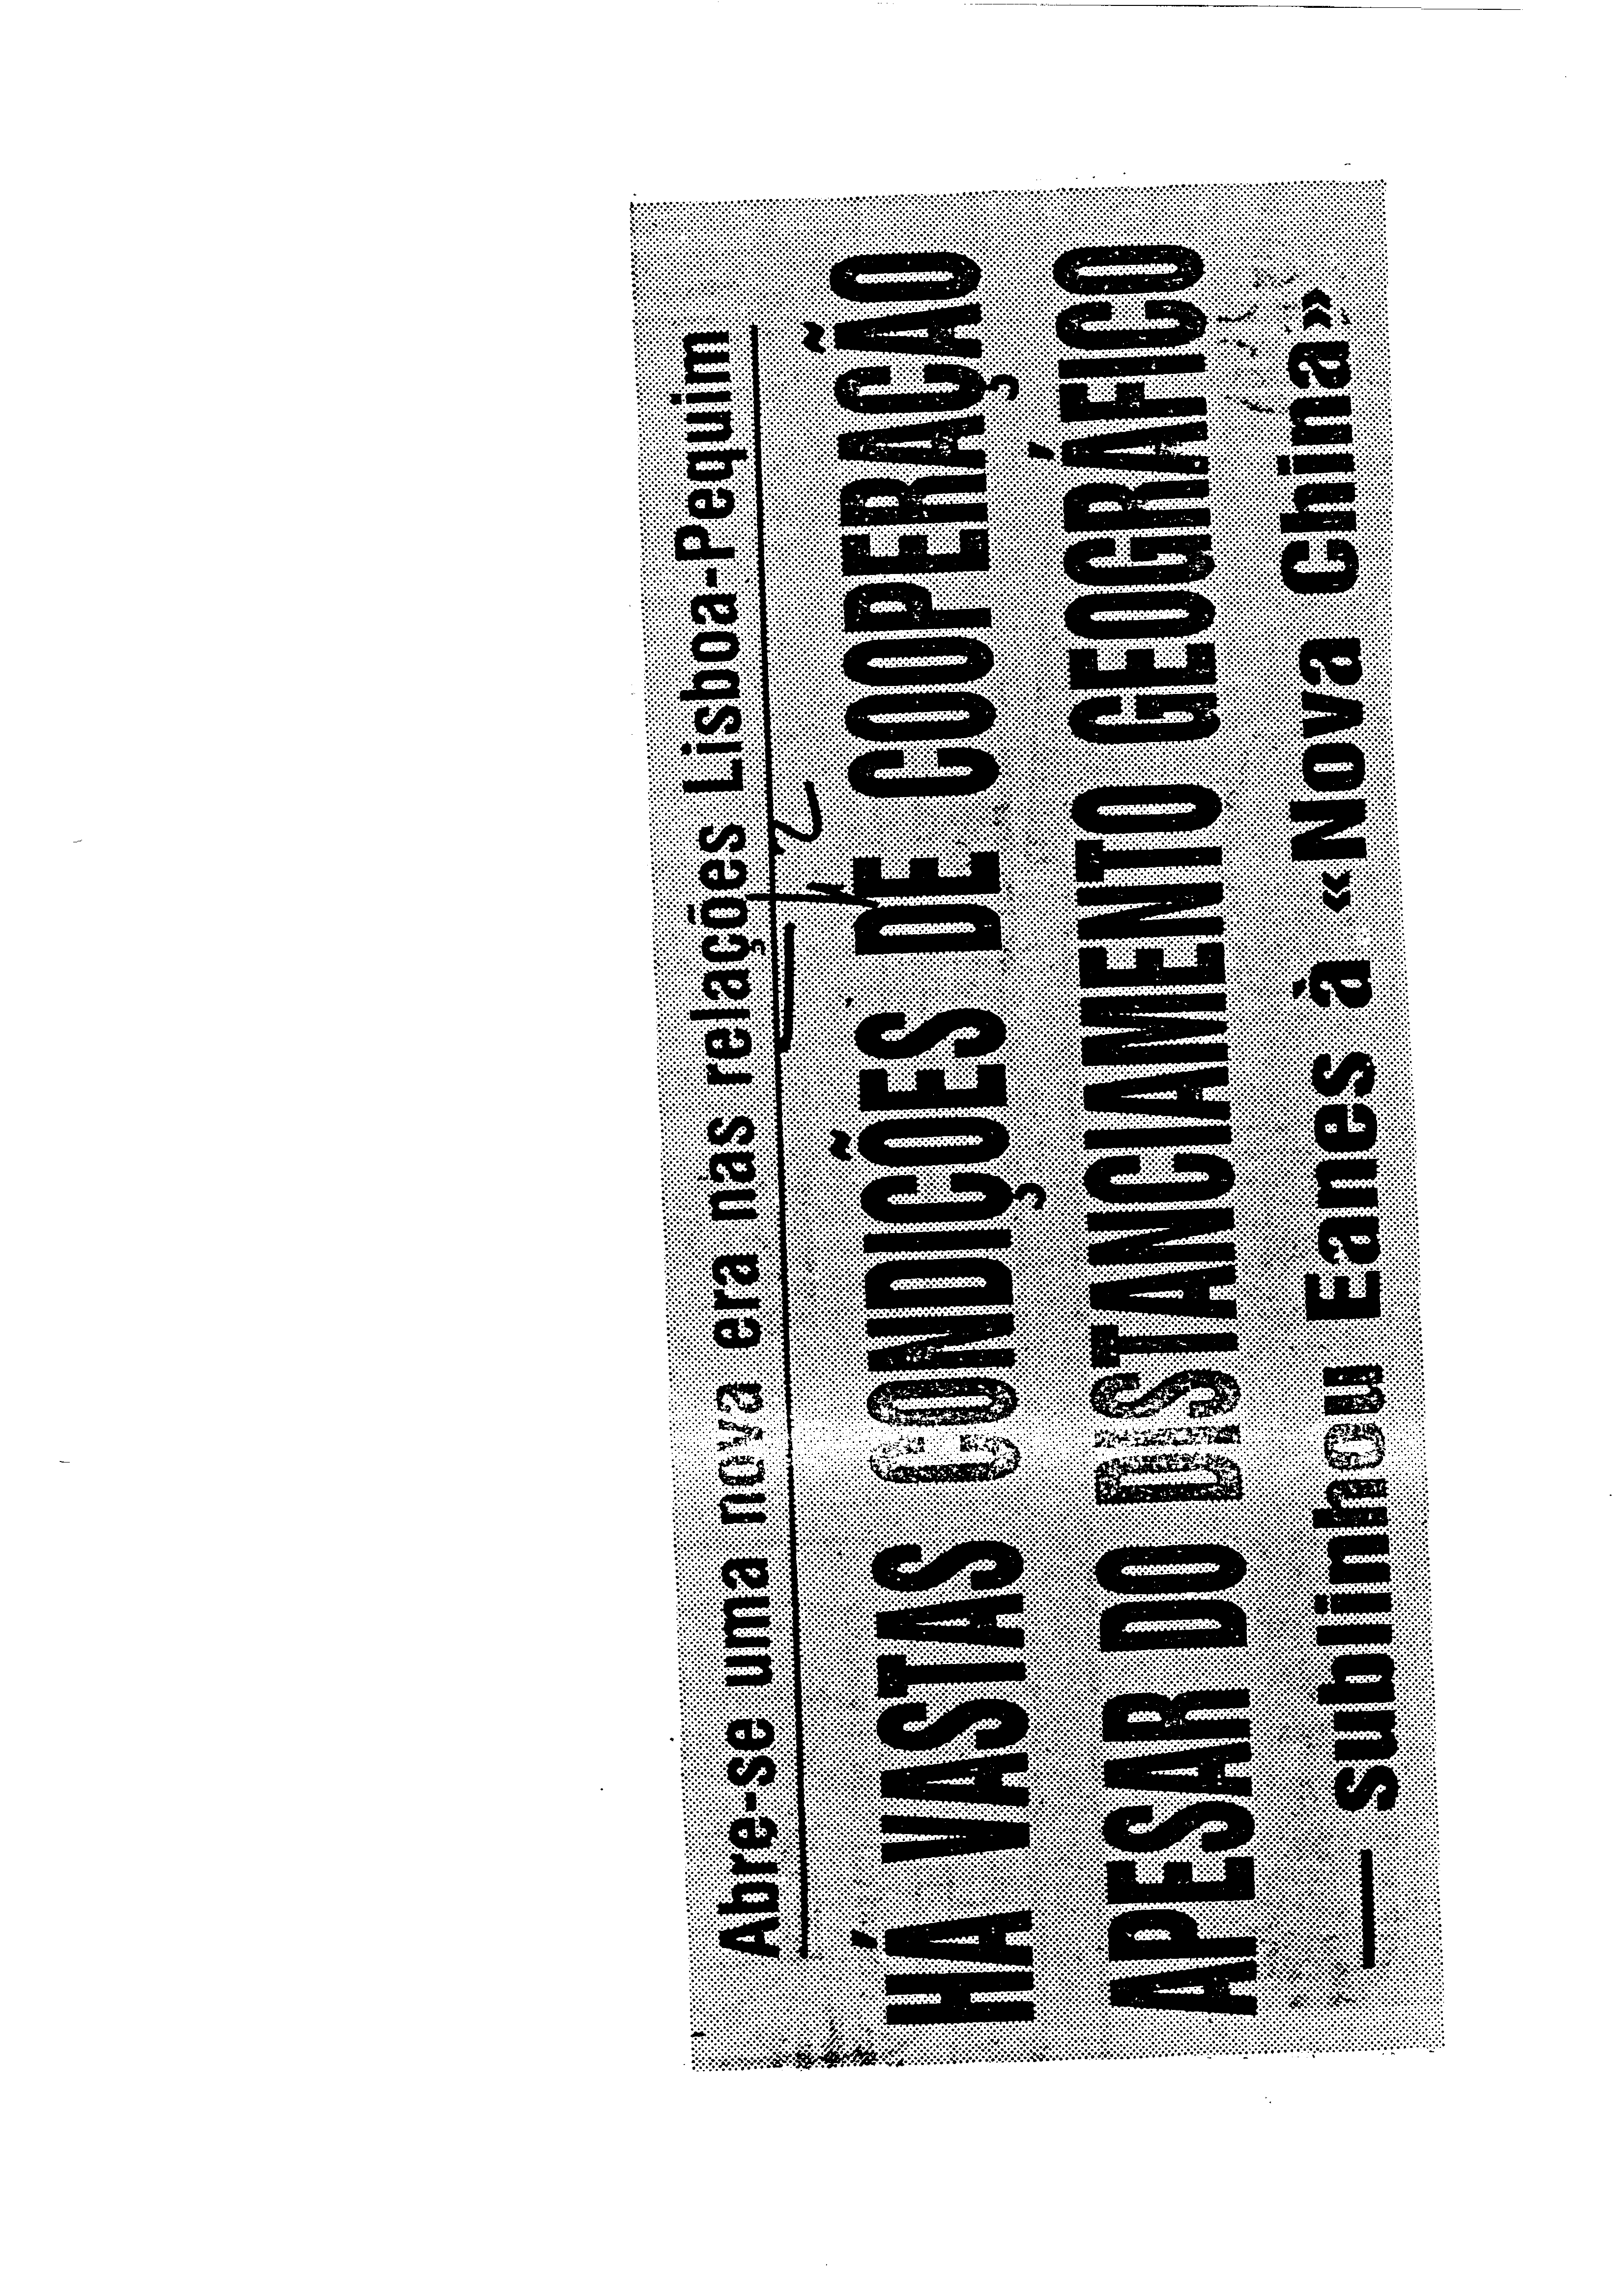 Abre-se uma nova era nas relações Lisboa-Pequim
HÁ VASTAS CONDIÇÕES DE COOPERAÇÃO
APESAR DO DISTANCIAMENTO GEOGRÁFICO
— sublinhou Eanes à «Nova China»